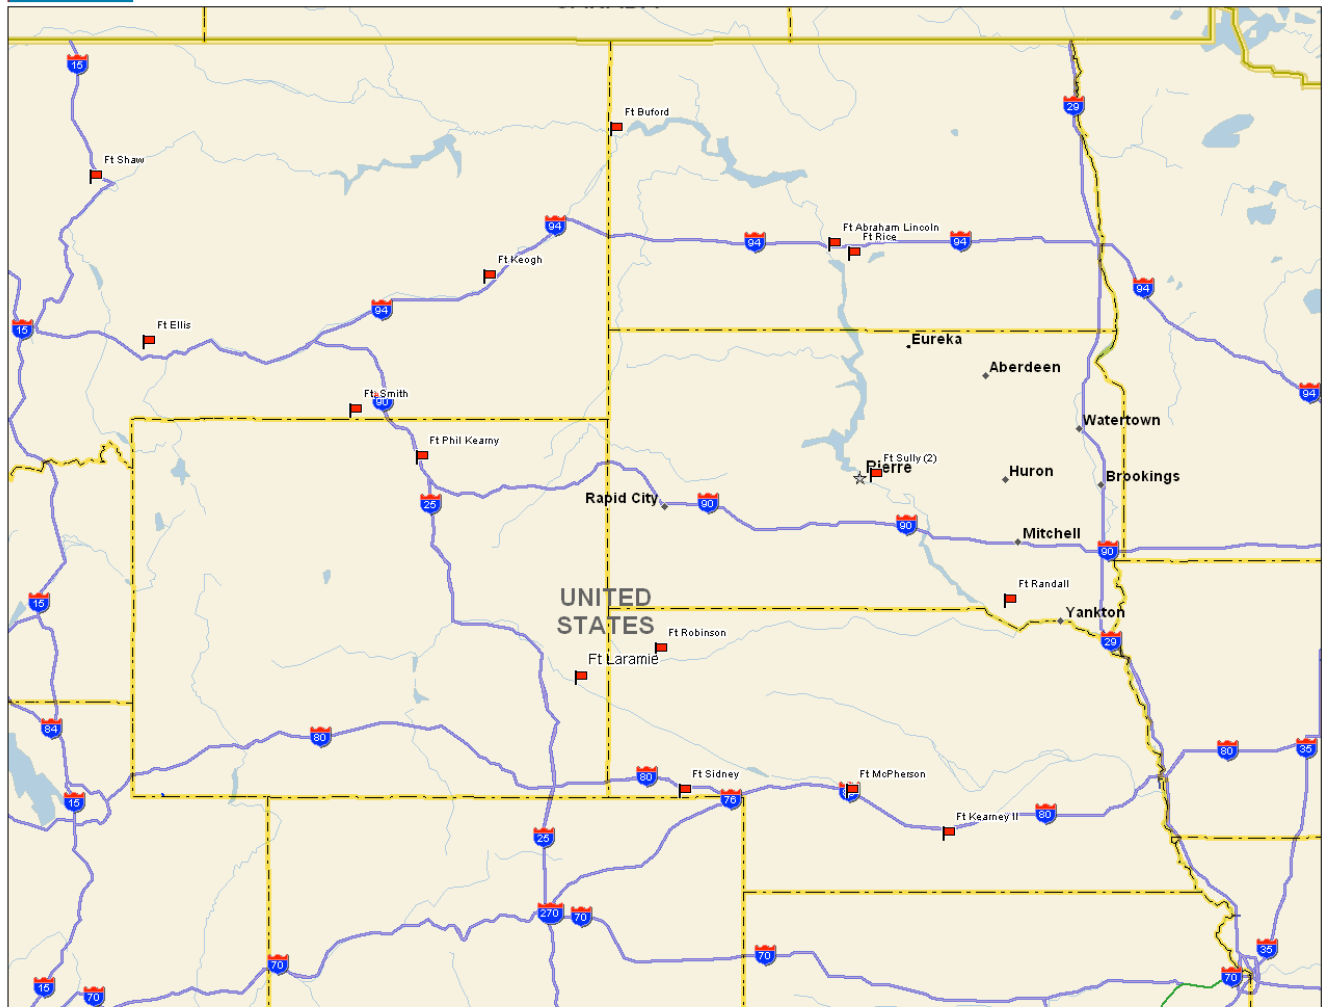 15
29
Ft Buford
Ft Shaw
94
Ft Abraham Lincoln
Ft Rice
94
94
Ft Keogh
94
94
15
Ft Ellis
Eureka
Aberdeen
94
Ft. Smith
90
Watertown
Ft Phil Kearny
Ft Sully (2)
Pierre
Huron
Brookings
Rapid City
90
25
90
Mitchell
90
Ft Randall
UNITED
STATES
15
Yankton
Ft Robinson
29
Ft Laramie
84
80
80
35
80
Ft Sidney
Ft McPherson
76
15
Ft Kearney II
80
25
270
70
70
70
35
70
15
70